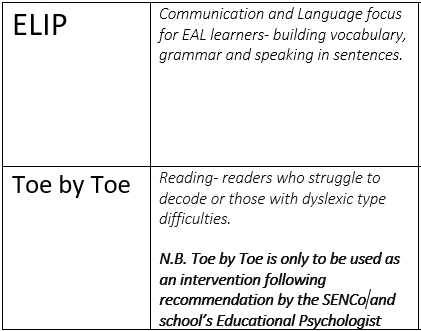 ELIP
Communication and Language focus
for EAL learners- building vocabulary,
grammar and speaking in sentences.
Toe by Toe
Reading- readers who struggle to
decode or those with dyslexic type
difficulties.
N.B. Toe by Toe is only to be used as
an intervention following
recommendation by the SENCo and
school’s Educational Psychologist